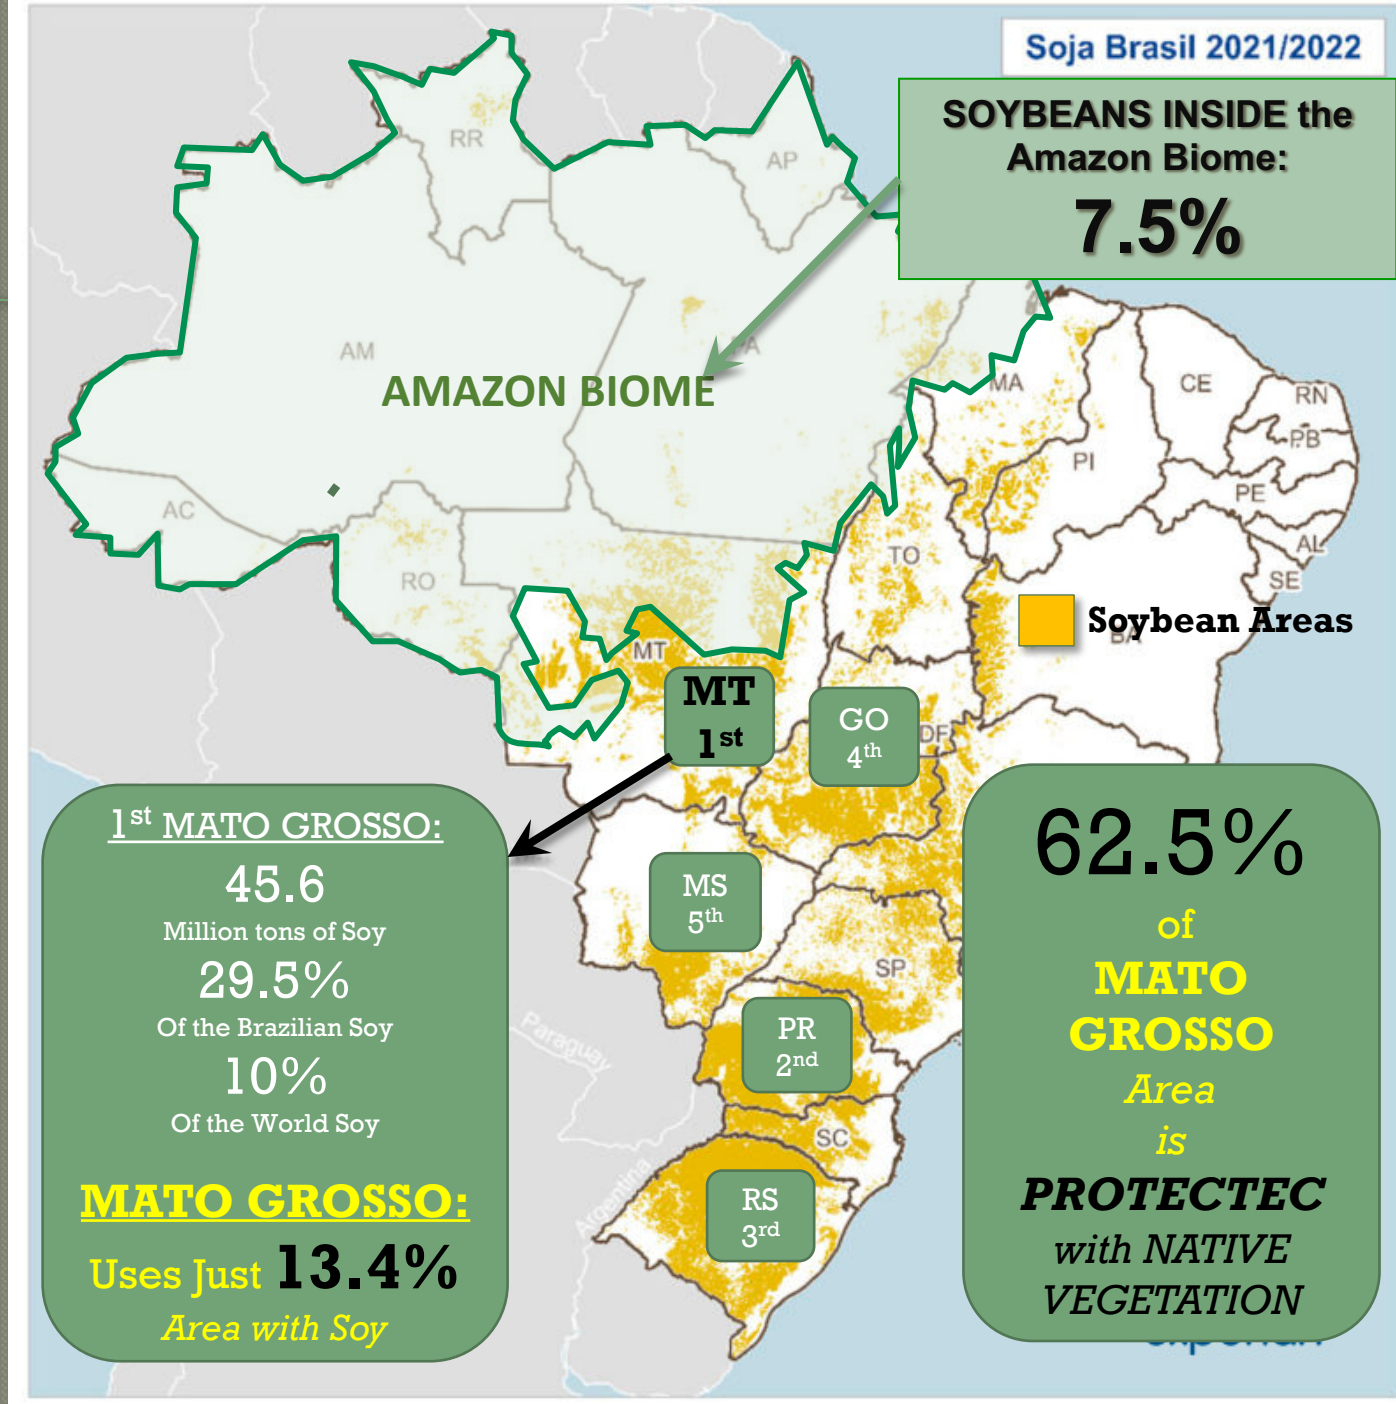 Soja Brasil 2021/2022
SOYBEANS INSIDE the
Amazon Biome:
7.5%
RR
AP
AM
PA
AMAZON BIOME
MA
CE
RN
PB
PI
PE
AC
AL
TO
SE
RO
Soybean Areas
BA
MT
MT
1st
GO
4th
DF
1st MATO GROSSO:
45.6
Million tons of Soy
29.5%
Of the Brazilian Soy
10%
Of the World Soy
MATO GROSSO:
Uses Just 13.4%
Area with Soy
MS
5th
SP
PR
2nd
Paraguay
SC
Argentina
RS
3rd
62.5%
of
MATO
GROSSO
Area
is
PROTECTEC
with NATIVE
VEGETATION